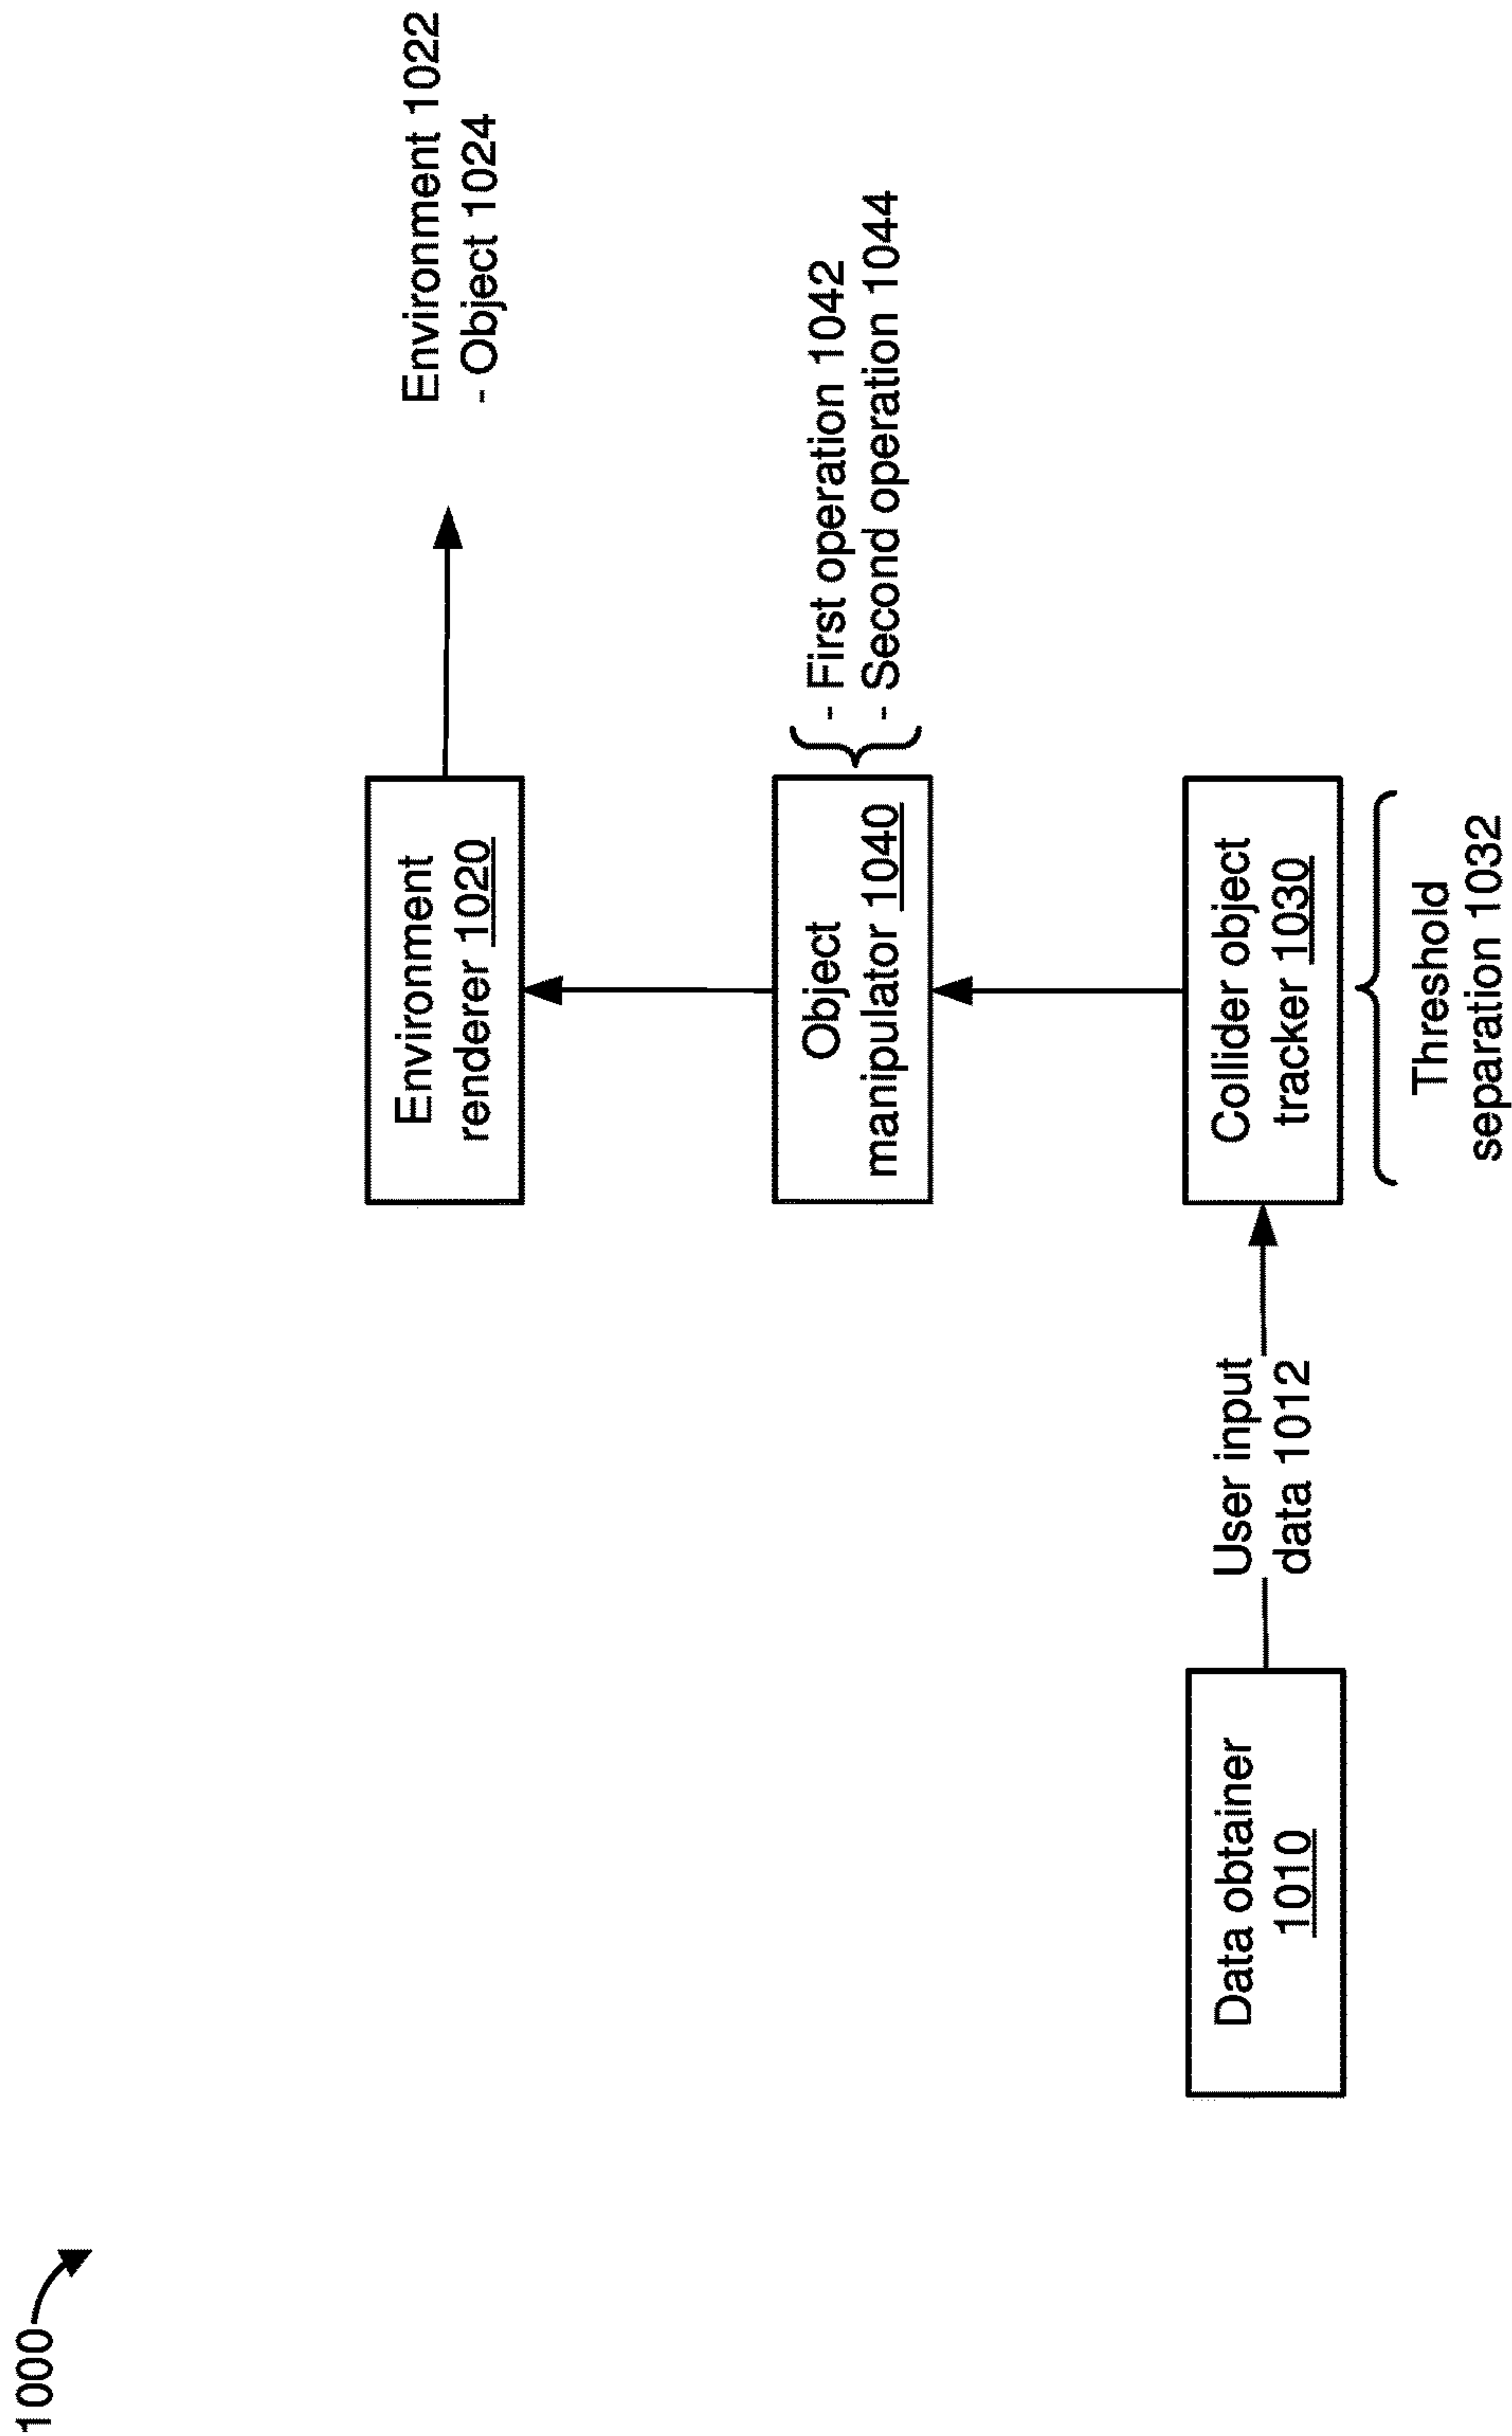 1000
Environment
renderer 1020
Environment 1022
- Object 1024
Object
manipulator 1040
- First operation 1042
- Second operation 1044
Data obtainer
1010
User input
data 1012
Collider object
tracker 1030
Threshold
separation 1032